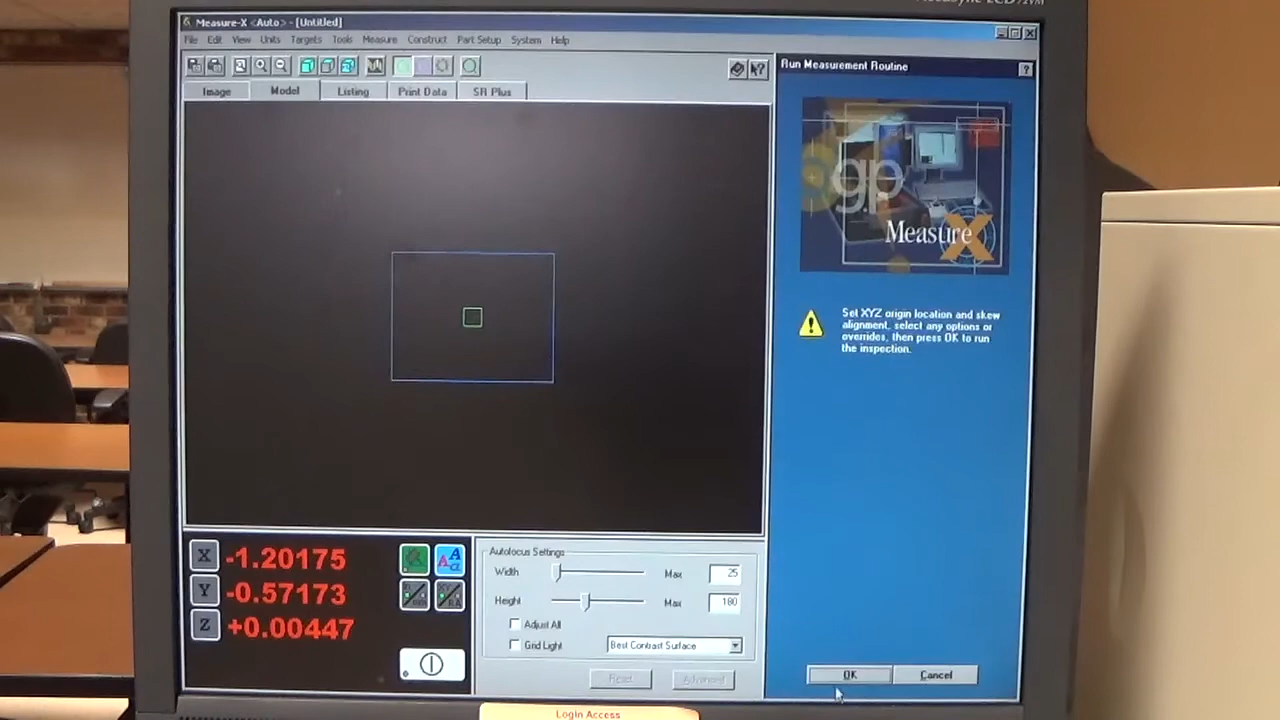 Measure-X <Auto> - [Untitled]
File Edit View Units Targets Tools Measure Construct Part Setup System Help
Image Model Listing Print Data SR Plus
Run Measurement Routine
gp
MeasureX
Set XYZ origin location and skew
alignment, select any options or
overrides, then press OK to run
the inspection.
X -1.20175
Y -0.57173
Z +0.00447
Autofocus Settings
Width Max 25
Height Max 180
Adjust All
Grid Light Best Contrast Surface
Reset Advanced
OK Cancel
Login Access